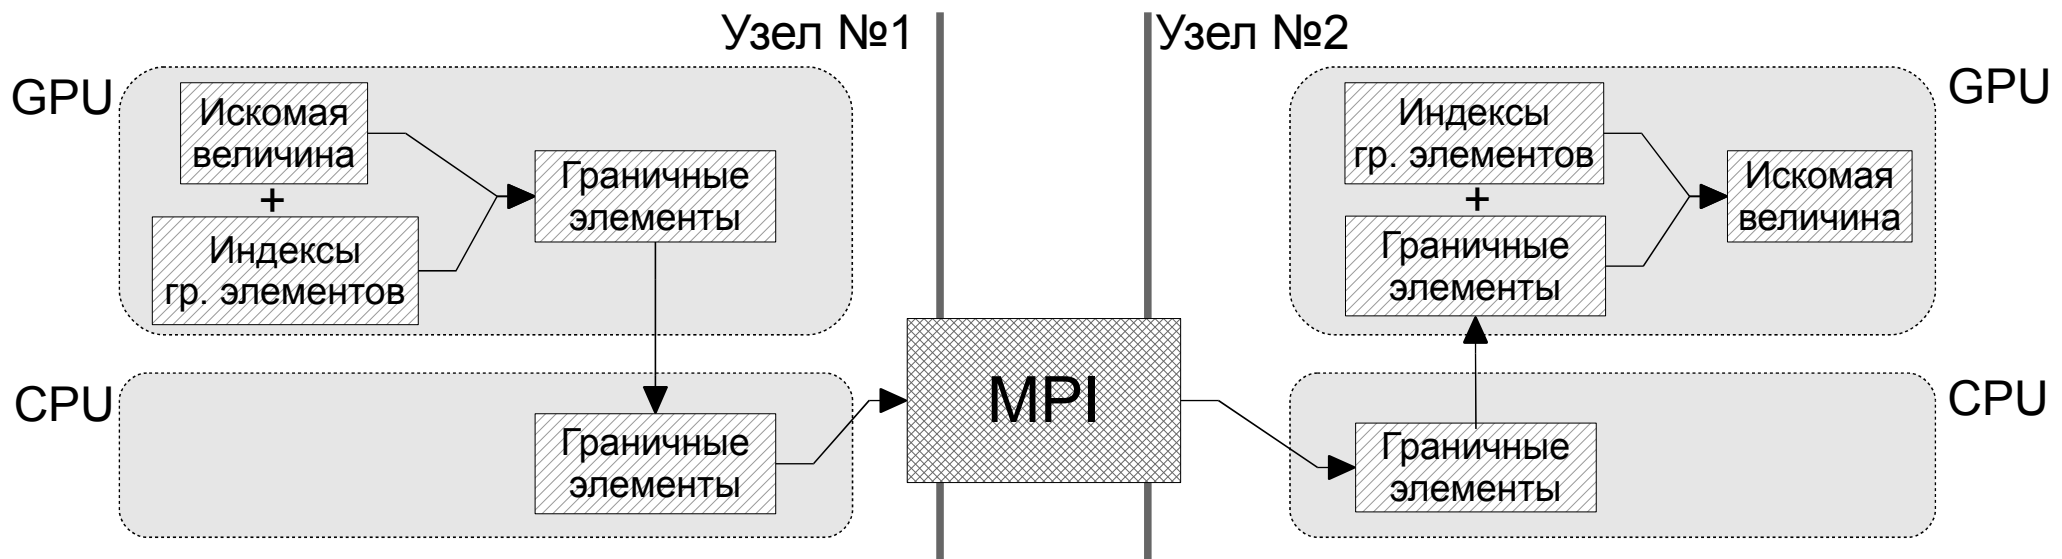 Узел №1
Узел №2
GPU
Искомая
величина
+
Индексы
гр. элементов
Граничные
элементы
CPU
Граничные
элементы
MPI
GPU
Индексы
гр. элементов
+
Граничные
элементы
Искомая
величина
CPU
Граничные
элементы